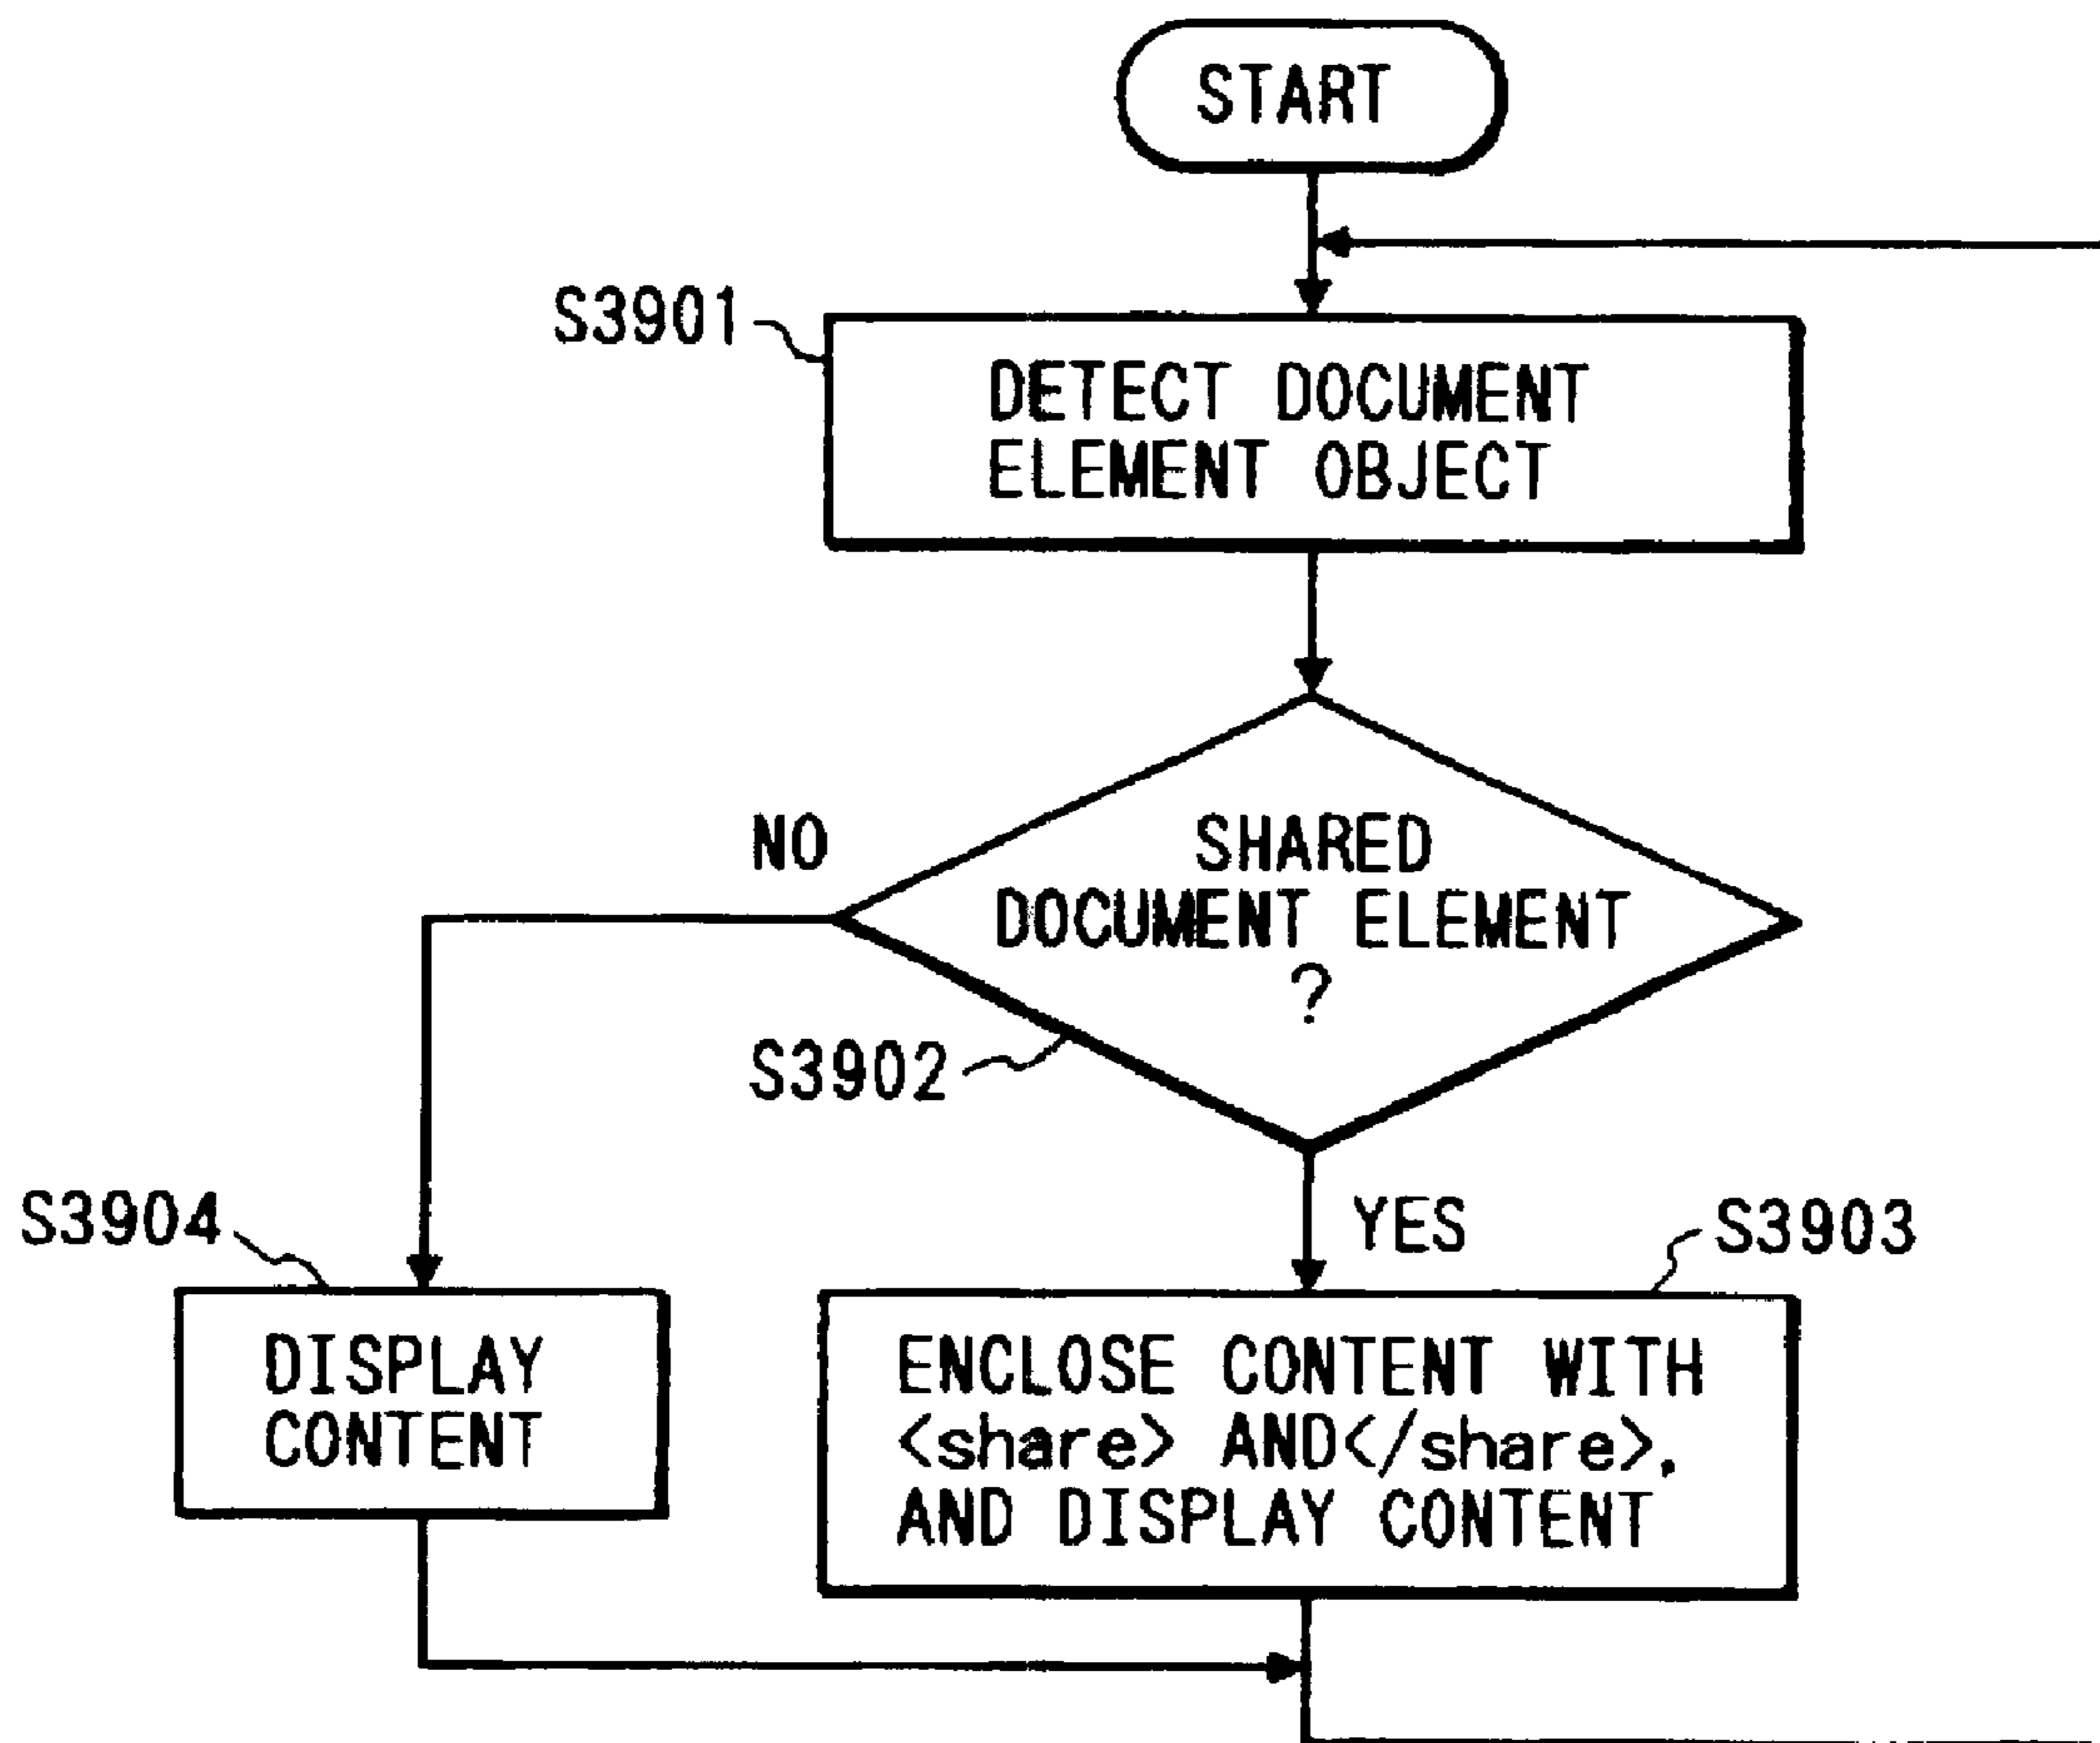 START
S3901
DETECT DOCUMENT
ELEMENT OBJECT
NO
SHARED
DOCUMENT ELEMENT
?
S3902
S3904
YES
S3903
DISPLAY
CONTENT
ENCLOSE CONTENT WITH
<share> AND</share>,
AND DISPLAY CONTENT